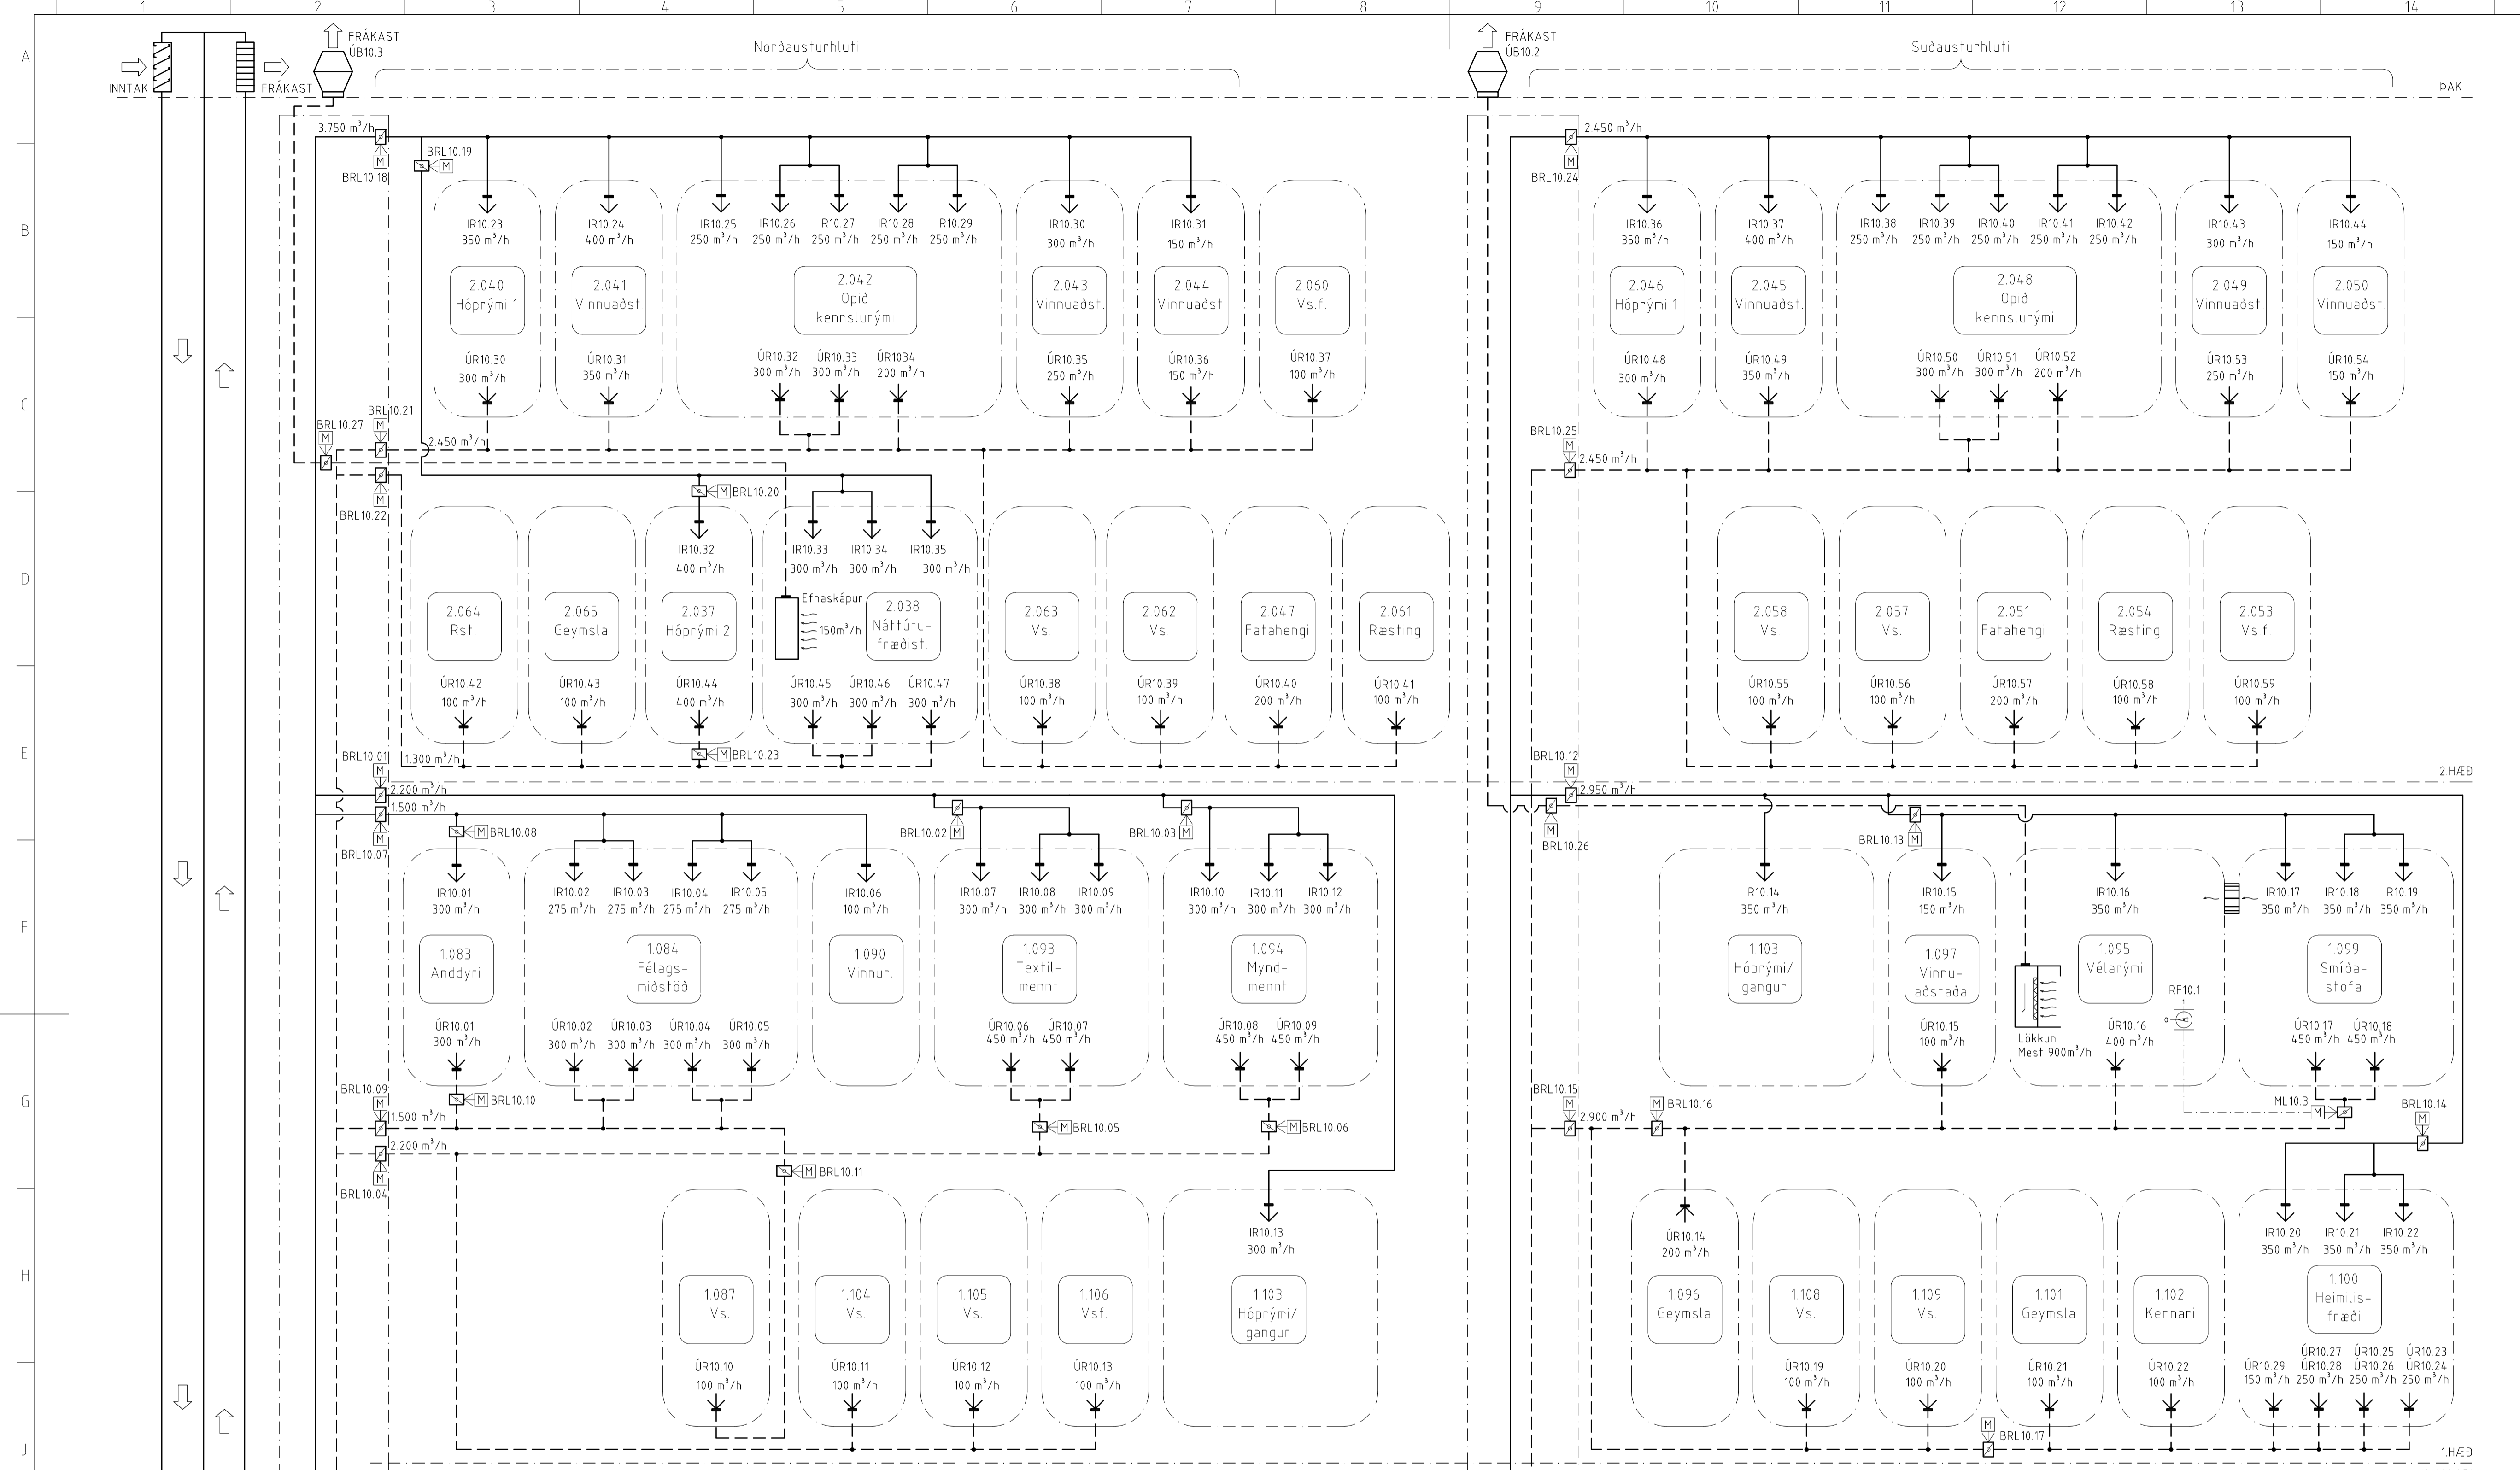 1 2 3 4 5 6 7 8 9 10 11 12 13 14
A
B
C
D
E
F
G
H
J
INNTAK
FRÁKAST
FRÁKAST
ÚB10.3
Norðausturhluti
FRÁKAST
ÚB10.2
Suðausturhluti
ÞAK
3.750 m³/h
M
BRL10.18
BRL10.19
M
IR10.23
350 m³/h
IR10.24
400 m³/h
IR10.25
250 m³/h
IR10.26
250 m³/h
IR10.27
250 m³/h
IR10.28
250 m³/h
IR10.29
250 m³/h
IR10.30
300 m³/h
IR10.31
150 m³/h
2.040
Hóprými 1
2.041
Vinnuaðst.
2.042
Opið
kennslurými
2.043
Vinnuaðst.
2.044
Vinnuaðst.
2.060
Vs.f.
ÚR10.30
300 m³/h
ÚR10.31
350 m³/h
ÚR10.32
300 m³/h
ÚR10.33
300 m³/h
ÚR1034
200 m³/h
ÚR10.35
250 m³/h
ÚR10.36
150 m³/h
ÚR10.37
100 m³/h
BRL10.27
M
BRL10.21
M
2.450 m³/h
M
BRL10.22
M BRL10.20
IR10.32
400 m³/h
IR10.33
300 m³/h
IR10.34
300 m³/h
IR10.35
300 m³/h
Efnaskápur
150m³/h
2.064
Rst.
2.065
Geymsla
2.037
Hóprými 2
2.038
Náttúru-
fræðist.
2.063
Vs.
2.062
Vs.
2.047
Fatahengi
2.061
Ræsting
ÚR10.42
100 m³/h
ÚR10.43
100 m³/h
ÚR10.44
400 m³/h
ÚR10.45
300 m³/h
ÚR10.46
300 m³/h
ÚR10.47
300 m³/h
ÚR10.38
100 m³/h
ÚR10.39
100 m³/h
ÚR10.40
200 m³/h
ÚR10.41
100 m³/h
M BRL10.23
1.300 m³/h
2.450 m³/h
M
BRL10.24
IR10.36
350 m³/h
IR10.37
400 m³/h
IR10.38
250 m³/h
IR10.39
250 m³/h
IR10.40
250 m³/h
IR10.41
250 m³/h
IR10.42
250 m³/h
IR10.43
300 m³/h
IR10.44
150 m³/h
2.046
Hóprými 1
2.045
Vinnuaðst.
2.048
Opið
kennslurými
2.049
Vinnuaðst.
2.050
Vinnuaðst.
ÚR10.48
300 m³/h
ÚR10.49
350 m³/h
ÚR10.50
300 m³/h
ÚR10.51
300 m³/h
ÚR10.52
200 m³/h
ÚR10.53
250 m³/h
ÚR10.54
150 m³/h
BRL10.25
M
2.450 m³/h
2.058
Vs.
2.057
Vs.
2.051
Fatahengi
2.054
Ræsting
2.053
Vs.f.
ÚR10.55
100 m³/h
ÚR10.56
100 m³/h
ÚR10.57
200 m³/h
ÚR10.58
100 m³/h
ÚR10.59
100 m³/h
2.HÆÐ
BRL10.01
M
2.200 m³/h
1.500 m³/h
M
BRL10.07
M BRL10.08
BRL10.02 M
BRL10.03 M
IR10.01
300 m³/h
IR10.02
275 m³/h
IR10.03
275 m³/h
IR10.04
275 m³/h
IR10.05
275 m³/h
IR10.06
100 m³/h
IR10.07
300 m³/h
IR10.08
300 m³/h
IR10.09
300 m³/h
IR10.10
300 m³/h
IR10.11
300 m³/h
IR10.12
300 m³/h
1.083
Anddyri
1.084
Félags-
miðstöð
1.090
Vinnur.
1.093
Textíl-
mennt
1.094
Mynd-
mennt
ÚR10.01
300 m³/h
ÚR10.02
300 m³/h
ÚR10.03
300 m³/h
ÚR10.04
300 m³/h
ÚR10.05
300 m³/h
ÚR10.06
450 m³/h
ÚR10.07
450 m³/h
ÚR10.08
450 m³/h
ÚR10.09
450 m³/h
BRL10.09
M
M BRL10.10
1.500 m³/h
2.200 m³/h
M
BRL10.04
M BRL10.05
M BRL10.06
M BRL10.11
IR10.13
300 m³/h
1.087
Vs.
1.104
Vs.
1.105
Vs.
1.106
Vsf.
1.103
Hóprými/
gangur
ÚR10.10
100 m³/h
ÚR10.11
100 m³/h
ÚR10.12
100 m³/h
ÚR10.13
100 m³/h
BRL10.12
M
2.950 m³/h
M
BRL10.26
BRL10.13 M
IR10.14
350 m³/h
IR10.15
150 m³/h
IR10.16
350 m³/h
IR10.17
350 m³/h
IR10.18
350 m³/h
IR10.19
350 m³/h
1.103
Hóprými/
gangur
1.097
Vinnu-
aðstaða
1.095
Vélarými
1.099
Smíða-
stofa
RF10.1
Lökkun
Mest 900m³/h
ÚR10.15
100 m³/h
ÚR10.16
400 m³/h
ÚR10.17
450 m³/h
ÚR10.18
450 m³/h
BRL10.15
M
2.900 m³/h
M BRL10.16
ML10.3 M
BRL10.14
M
ÚR10.14
200 m³/h
IR10.20
350 m³/h
IR10.21
350 m³/h
IR10.22
350 m³/h
1.096
Geymsla
1.108
Vs.
1.109
Vs.
1.101
Geymsla
1.102
Kennari
1.100
Heimilis-
fræði
ÚR10.19
100 m³/h
ÚR10.20
100 m³/h
ÚR10.21
100 m³/h
ÚR10.22
100 m³/h
ÚR10.29
150 m³/h
ÚR10.27
ÚR10.28
250 m³/h
ÚR10.25
ÚR10.26
250 m³/h
ÚR10.23
ÚR10.24
250 m³/h
M
BRL10.17
1.HÆÐ